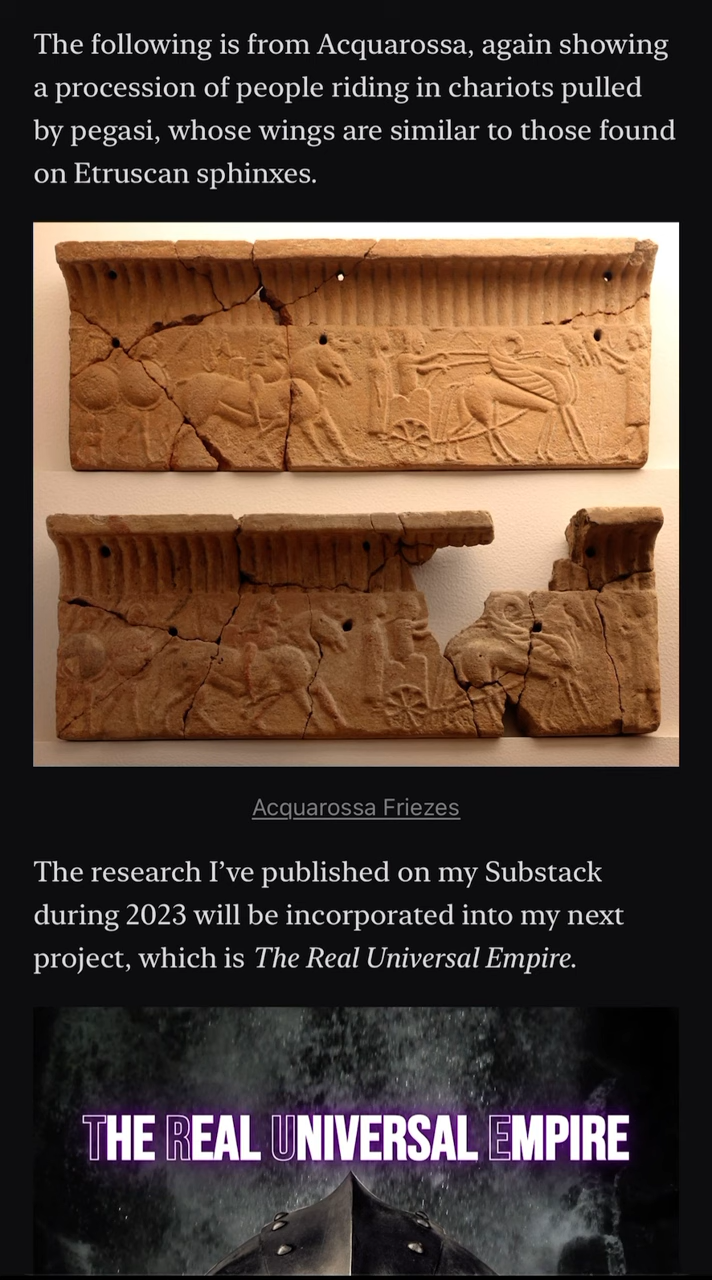 The following is from Acquarossa, again showing
a procession of people riding in chariots pulled
by pegasi, whose wings are similar to those found
on Etruscan sphinxes.
Acquarossa Friezes
The research I’ve published on my Substack
during 2023 will be incorporated into my next
project, which is The Real Universal Empire.
THE REAL UNIVERSAL EMPIRE